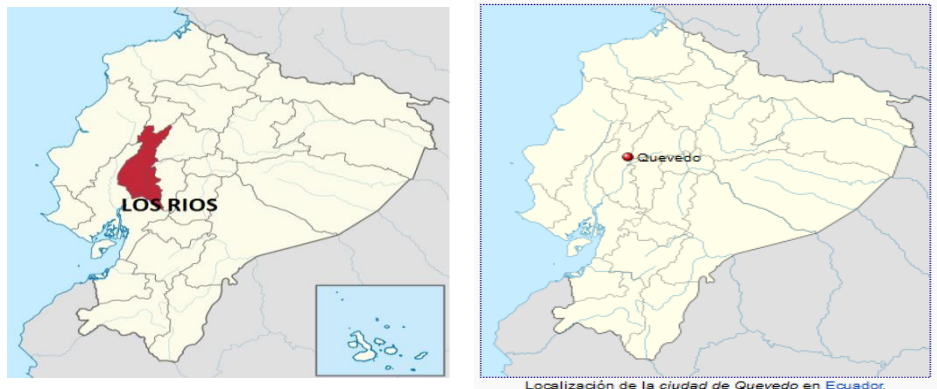 LOS RIOS
Quevedo
Localización de la ciudad de Quevedo en Ecuador.